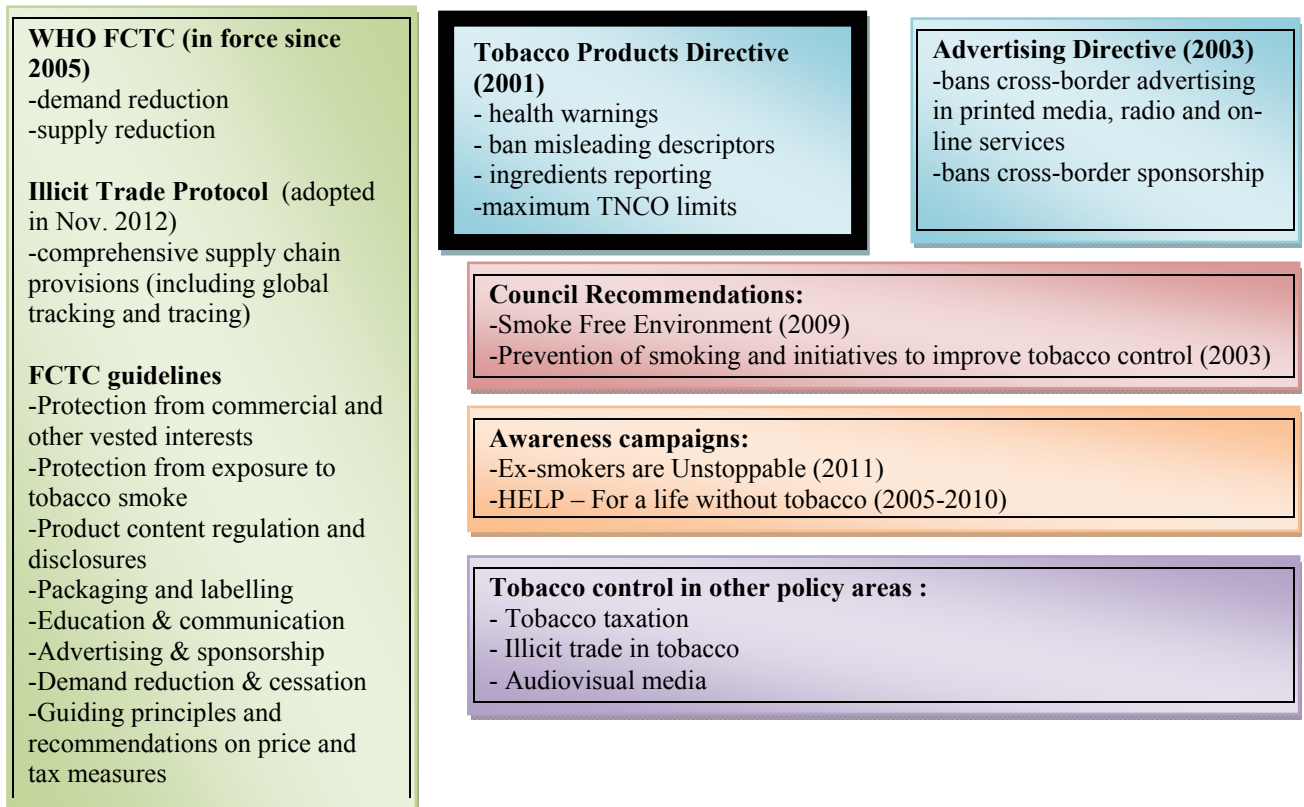 WHO FCTC (in force since
2005)
-demand reduction
-supply reduction
Illicit Trade Protocol (adopted
in Nov. 2012)
-comprehensive supply chain
provisions (including global
tracking and tracing)
FCTC guidelines
-Protection from commercial and
other vested interests
-Protection from exposure to
tobacco smoke
-Product content regulation and
disclosures
-Packaging and labelling
-Education & communication
-Advertising & sponsorship
-Demand reduction & cessation
-Guiding principles and
recommendations on price and
tax measures
Tobacco Products Directive
(2001)
- health warnings
- ban misleading descriptors
- ingredients reporting
-maximum TNCO limits
Advertising Directive (2003)
-bans cross-border advertising
in printed media, radio and on-
line services
-bans cross-border sponsorship
Council Recommendations:
-Smoke Free Environment (2009)
-Prevention of smoking and initiatives to improve tobacco control (2003)
Awareness campaigns:
-Ex-smokers are Unstoppable (2011)
-HELP – For a life without tobacco (2005-2010)
Tobacco control in other policy areas :
- Tobacco taxation
- Illicit trade in tobacco
- Audiovisual media